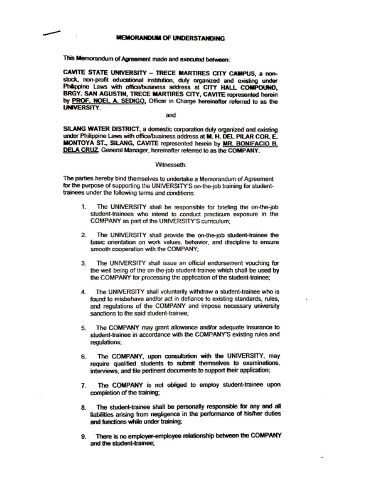 MEMORANDUM OF UNDERSTANDING
This Memorandum of Agreement made and executed between:
CAVITE STATE UNIVERSITY – TRECE MARTIRES CITY CAMPUS, a non-
stock, non-profit educational institution, duly organized and existing under
Philippine Laws with office/business address at CITY HALL COMPOUND,
BRGY. SAN AGUSTIN, TRECE MARTIRES CITY, CAVITE represented herein
by PROF. NOEL A. SEDIGO, Officer in Charge hereinafter referred to as the
UNIVERSITY.
and
SILANG WATER DISTRICT, a domestic corporation duly organized and existing
under Philippine Laws with office/business address at M. H. DEL PILAR COR. E.
MONTOYA ST., SILANG, CAVITE represented herein by MR. BONIFACIO B.
DELA CRUZ, General Manager, hereinafter referred to as the COMPANY.
Witnesseth:
The parties hereby bind themselves to undertake a Memorandum of Agreement
for the purpose of supporting the UNIVERSITY'S on-the-job training for student-
trainees under the following terms and conditions:
1. The UNIVERSITY shall be responsible for briefing the on-the-job
student-trainees who intend to conduct practicum exposure in the
COMPANY as part of the UNIVERSITY'S curriculum;
2. The UNIVERSITY shall provide the on-the-job student-trainee the
basic orientation on work values, behavior, and discipline to ensure
smooth cooperation with the COMPANY;
3. The UNIVERSITY shall issue an official endorsement vouching for
the well being of the on-the-job student-trainee which shall be used by
the COMPANY for processing the application of the student-trainee;
4. The UNIVERSITY shall voluntarily withdraw a student-trainee who is
found to misbehave and/or act in defiance to existing standards, rules,
and regulations of the COMPANY and impose necessary university
sanctions to the said student-trainee;
5. The COMPANY may grant allowance and/or adequate insurance to
student-trainee in accordance with the COMPANY'S existing rules and
regulations;
6. The COMPANY, upon consultation with the UNIVERSITY, may
require qualified students to submit themselves to examinations,
interviews, and file pertinent documents to support their application;
7. The COMPANY is not obliged to employ student-trainee upon
completion of the training;
8. The student-trainee shall be personally responsible for any and all
liabilities arising from negligence in the performance of his/her duties
and functions while under training;
9. There is no employer-employee relationship between the COMPANY
and the student-trainee;